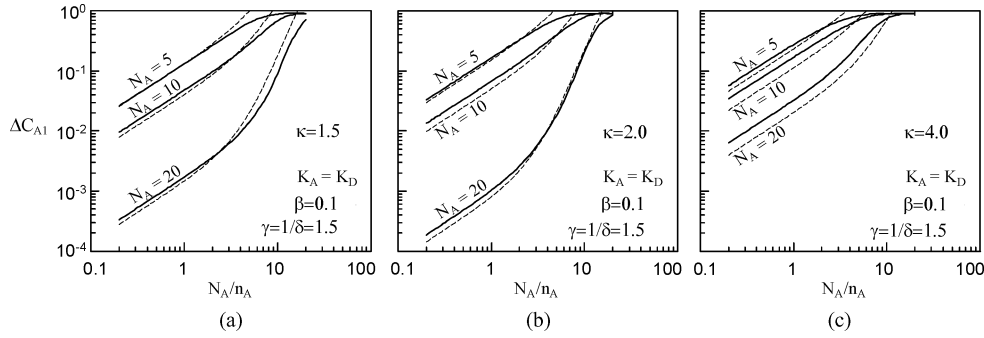 ΔC_A1
10^0
10^-1
10^-2
10^-3
10^-4
N_A = 5
N_A = 10
N_A = 20
κ=1.5
K_A = K_D
β=0.1
γ=1/δ=1.5
0.1 1 10 100
N_A/n_A
(a)
N_A = 5
N_A = 10
N_A = 20
κ=2.0
K_A = K_D
β=0.1
γ=1/δ=1.5
0.1 1 10 100
N_A/n_A
(b)
N_A = 5
N_A = 10
N_A = 20
κ=4.0
K_A = K_D
β=0.1
γ=1/δ=1.5
0.1 1 10 100
N_A/n_A
(c)